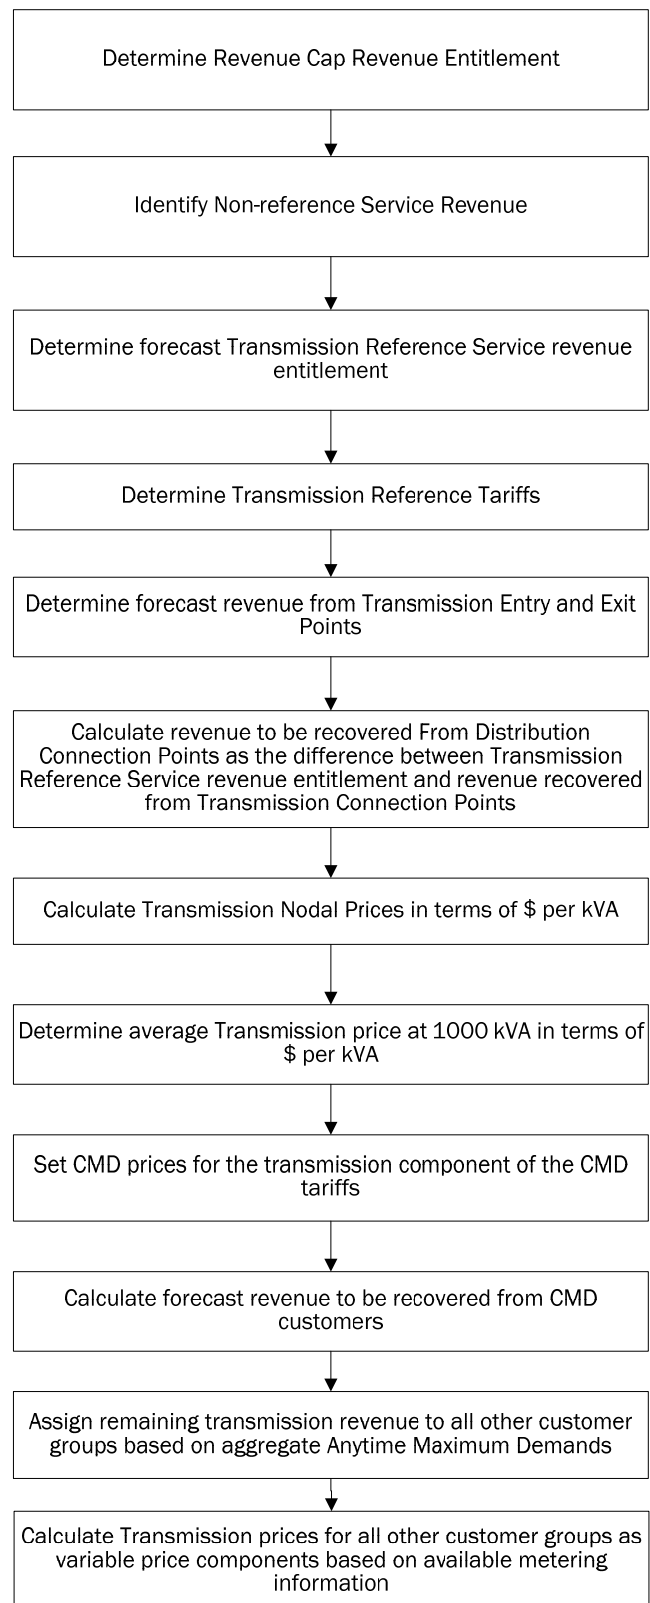 Determine Revenue Cap Revenue Entitlement
Identify Non-reference Service Revenue
Determine forecast Transmission Reference Service revenue
entitlement
Determine Transmission Reference Tariffs
Determine forecast revenue from Transmission Entry and Exit
Points
Calculate revenue to be recovered From Distribution
Connection Points as the difference between Transmission
Reference Service revenue entitlement and revenue recovered
from Transmission Connection Points
Calculate Transmission Nodal Prices in terms of $ per kVA
Determine average Transmission price at 1000 kVA in terms of
$ per kVA
Set CMD prices for the transmission component of the CMD
tariffs
Calculate forecast revenue to be recovered from CMD
customers
Assign remaining transmission revenue to all other customer
groups based on aggregate Anytime Maximum Demands
Calculate Transmission prices for all other customer groups as
variable price components based on available metering
information